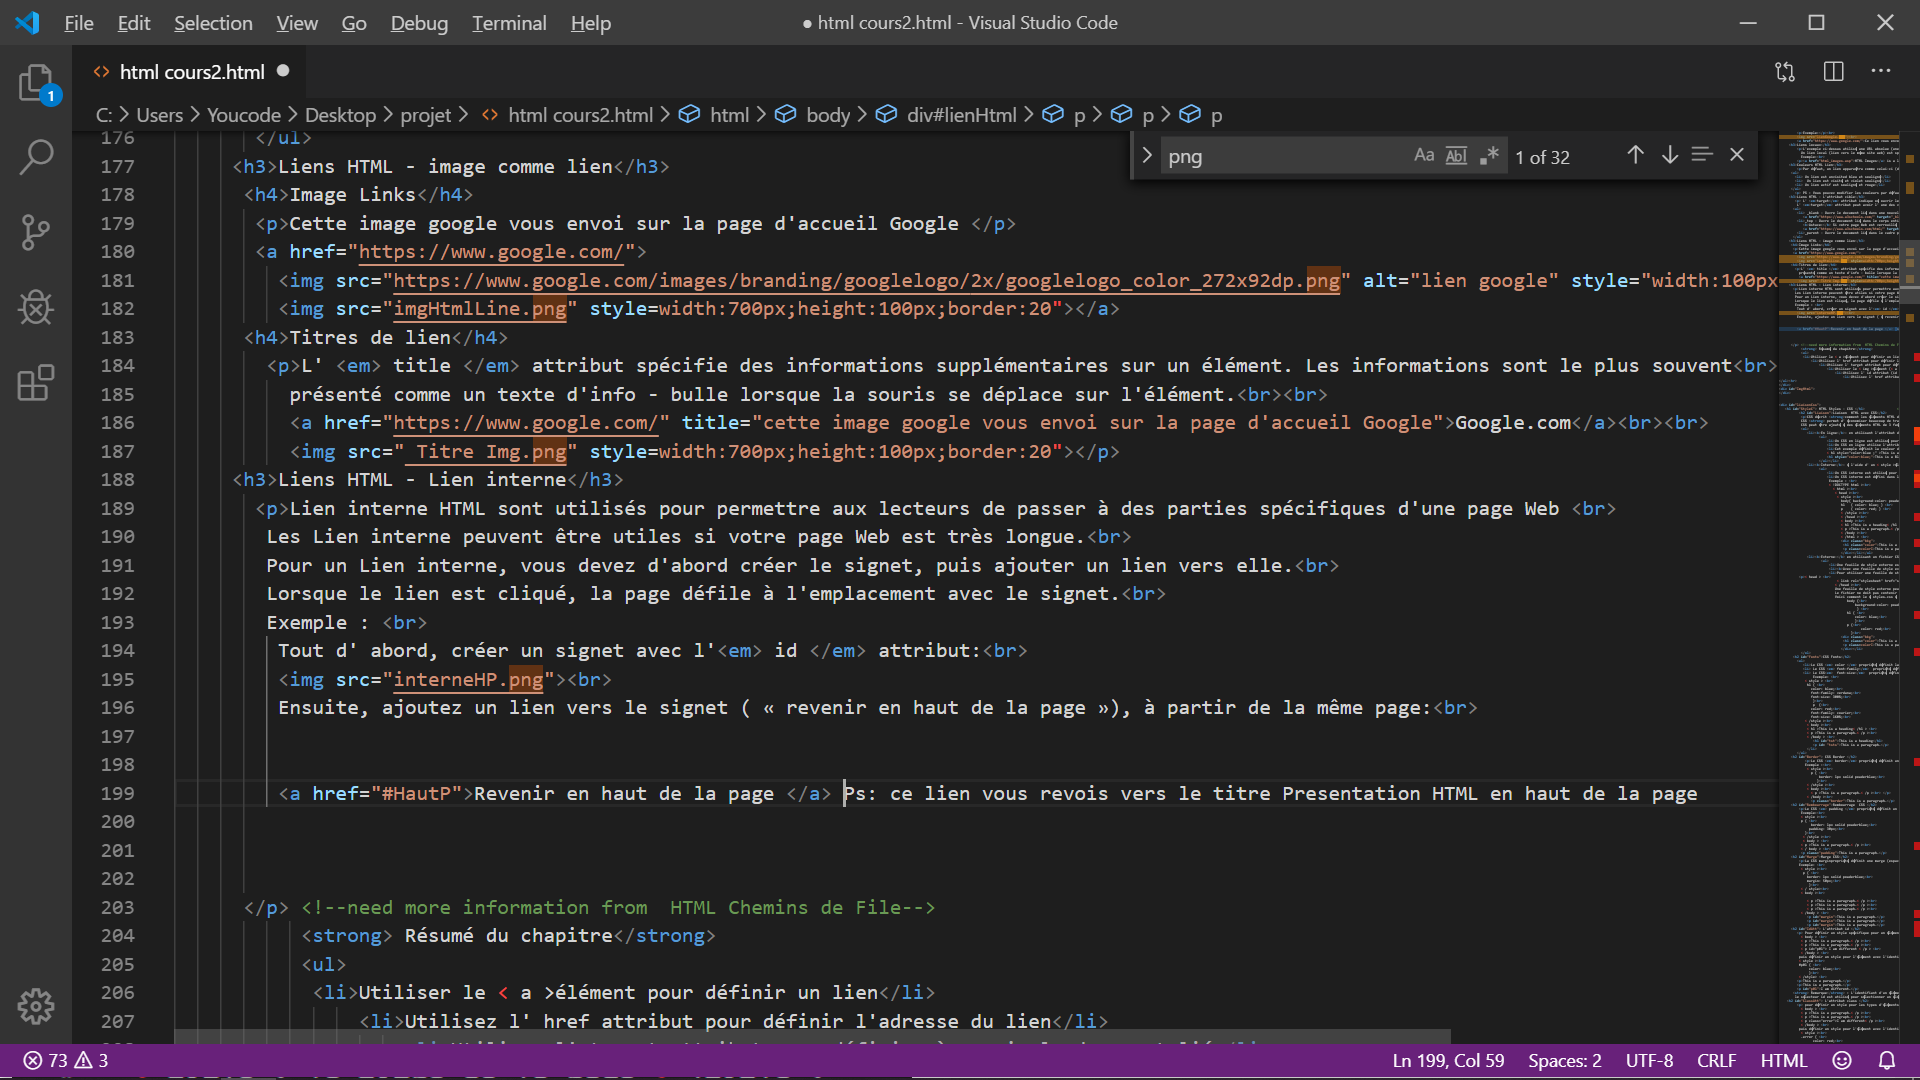 File Edit Selection View Go Debug Terminal Help
● html cours2.html - Visual Studio Code
html cours2.html
1
C: > Users > Youcode > Desktop > projet > html cours2.html > html > body > div#lienHtml > p > p > p
png Aa Abl .* 1 of 32
176 </ul>
177 <h3>Liens HTML - image comme lien</h3>
178 <h4>Image Links</h4>
179 <p>Cette image google vous envoi sur la page d'accueil Google </p>
180 <a href="https://www.google.com/">
181 <img src="https://www.google.com/images/branding/googlelogo/2x/googlelogo_color_272x92dp.png" alt="lien google" style="width:100px
182 <img src="imgHtmlLine.png" style=width:700px;height:100px;border:20"></a>
183 <h4>Titres de lien</h4>
184 <p>L' <em> title </em> attribut spécifie des informations supplémentaires sur un élément. Les informations sont le plus souvent<br>
185 présenté comme un texte d'info - bulle lorsque la souris se déplace sur l'élément.<br><br>
186 <a href="https://www.google.com/" title="cette image google vous envoi sur la page d'accueil Google">Google.com</a><br><br>
187 <img src=" Titre Img.png" style=width:700px;height:100px;border:20"></p>
188 <h3>Liens HTML - Lien interne</h3>
189 <p>Lien interne HTML sont utilisés pour permettre aux lecteurs de passer à des parties spécifiques d'une page Web <br>
190 Les Lien interne peuvent être utiles si votre page Web est très longue.<br>
191 Pour un Lien interne, vous devez d'abord créer le signet, puis ajouter un lien vers elle.<br>
192 Lorsque le lien est cliqué, la page défile à l'emplacement avec le signet.<br>
193 Exemple : <br>
194 Tout d' abord, créer un signet avec l'<em> id </em> attribut:<br>
195 <img src="interneHP.png"><br>
196 Ensuite, ajoutez un lien vers le signet ( « revenir en haut de la page »), à partir de la même page:<br>
197
198
199 <a href="#HautP">Revenir en haut de la page </a> Ps: ce lien vous revois vers le titre Presentation HTML en haut de la page
200
201
202
203 </p> <!--need more information from  HTML Chemins de File-->
204 <strong> Résumé du chapitre</strong>
205 <ul>
206 <li>Utiliser le < a >élément pour définir un lien</li>
207 <li>Utilisez l' href attribut pour définir l'adresse du lien</li>
73 3
Ln 199, Col 59 Spaces: 2 UTF-8 CRLF HTML